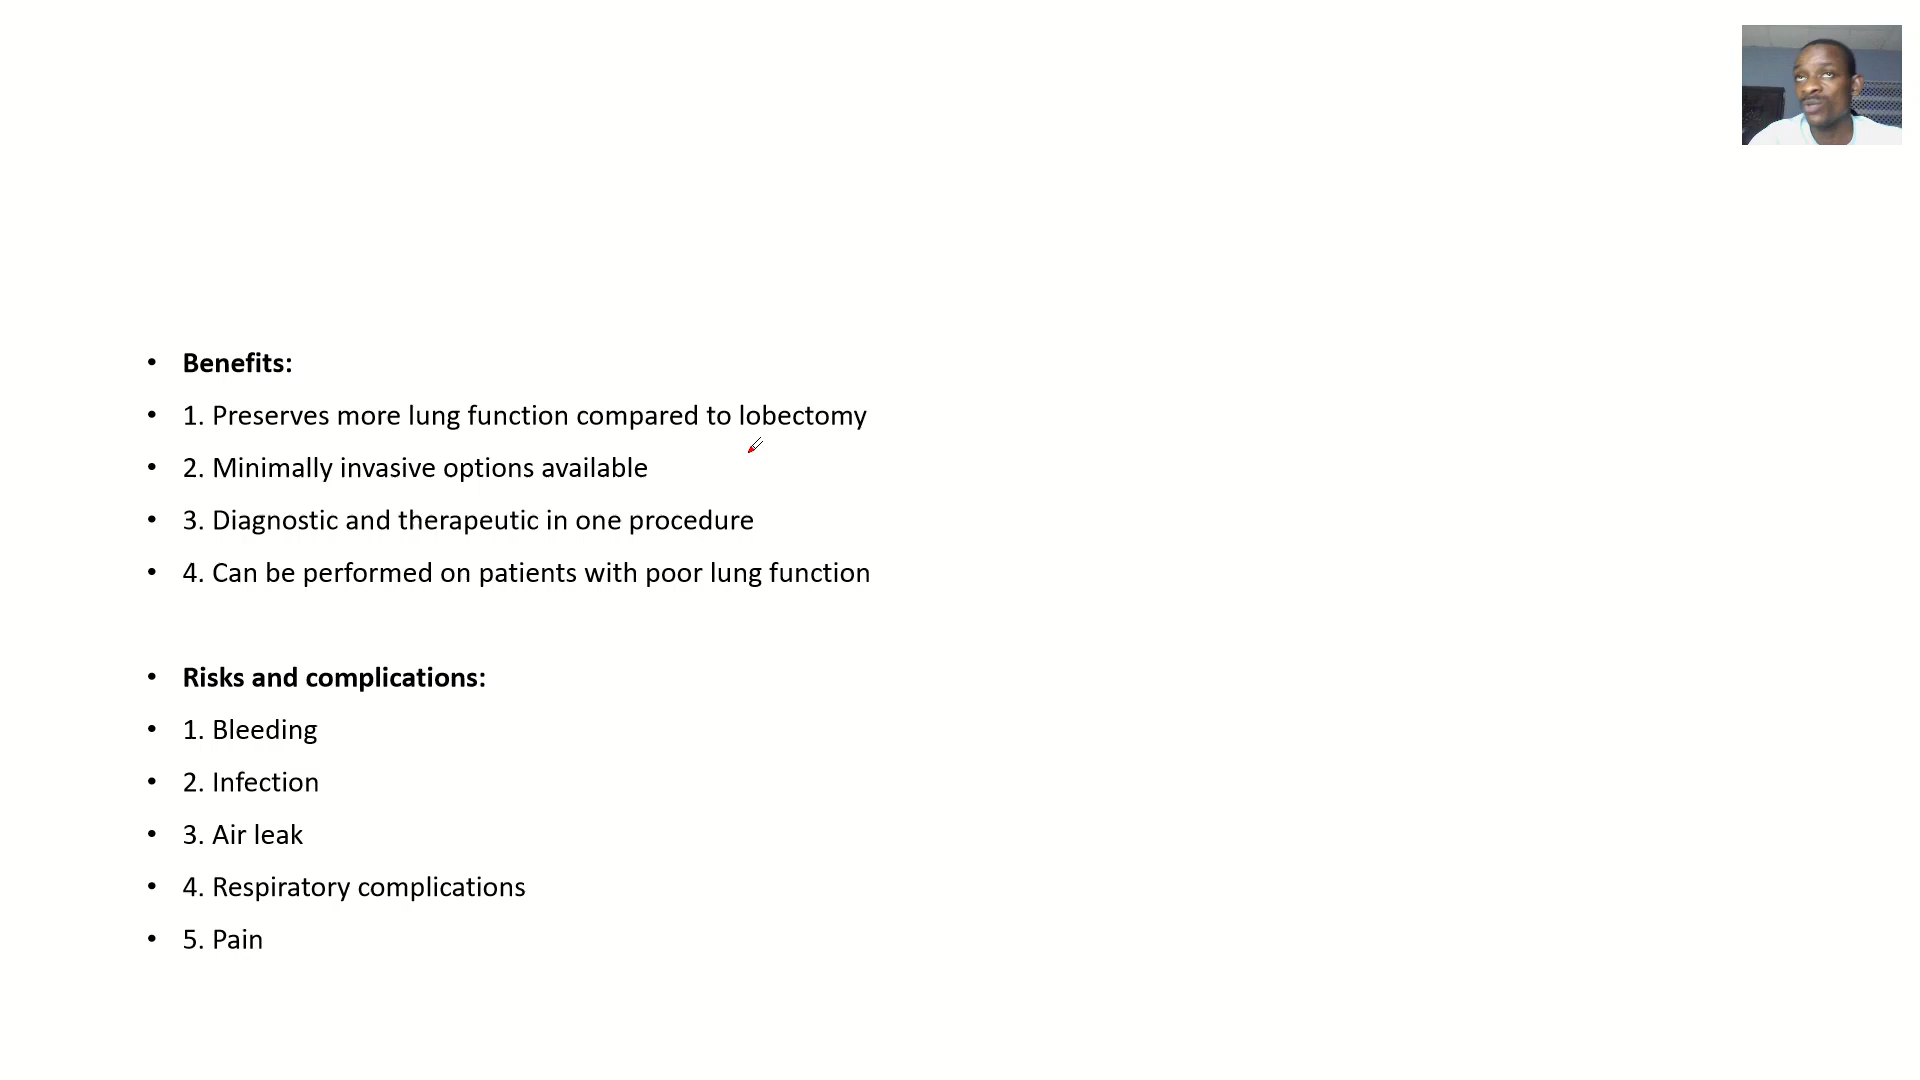 • Benefits:
• 1. Preserves more lung function compared to lobectomy
• 2. Minimally invasive options available
• 3. Diagnostic and therapeutic in one procedure
• 4. Can be performed on patients with poor lung function
• Risks and complications:
• 1. Bleeding
• 2. Infection
• 3. Air leak
• 4. Respiratory complications
• 5. Pain